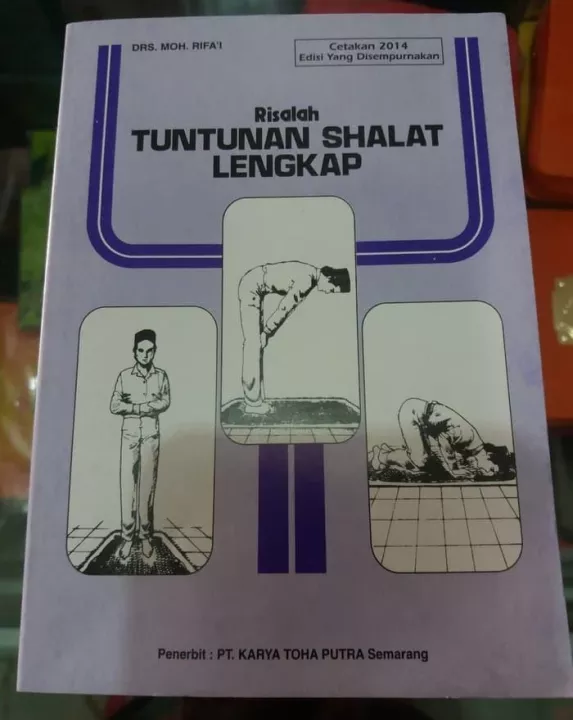 DRS. MOH. RIFA'I
Cetakan 2014
Edisi Yang Disempurnakan
Risalah
TUNTUNAN SHALAT
LENGKAP
Penerbit : PT. KARYA TOHA PUTRA Semarang